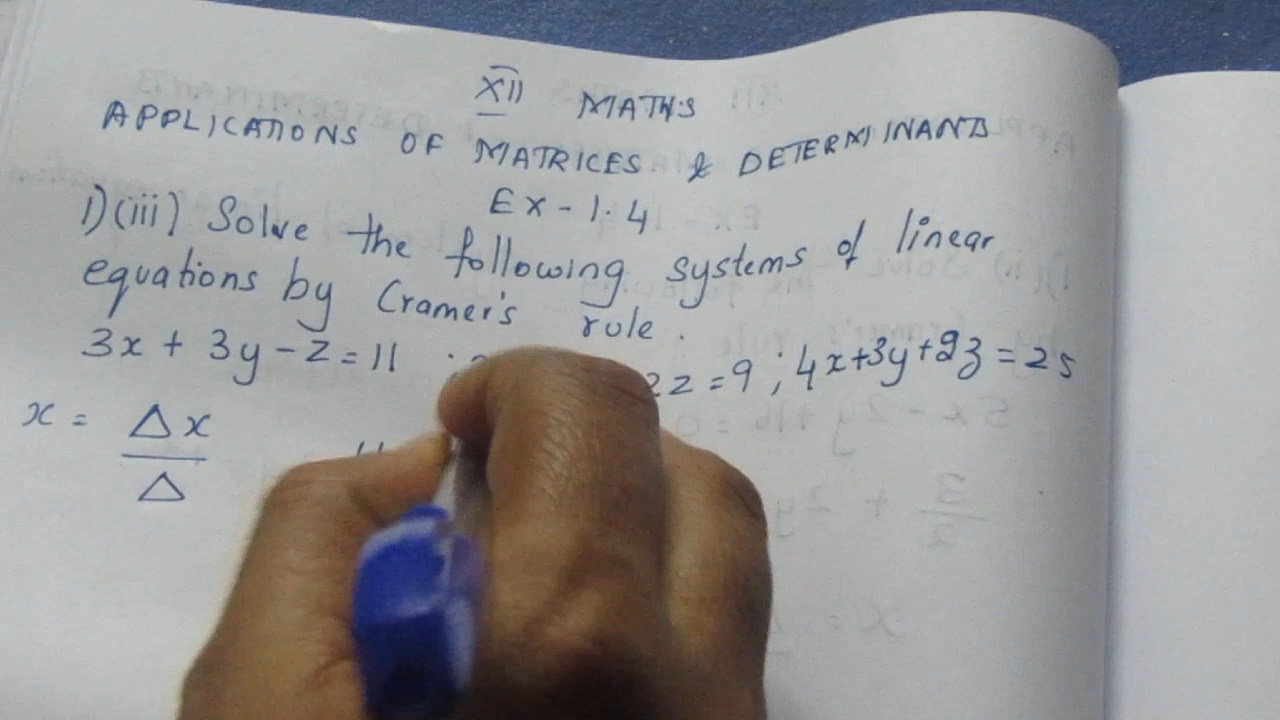 XII MATHS
APPLICATIONS OF MATRICES & DETERMINANTS
EX-1.4
1)(iii) Solve the following systems of linear
equations by Cramer's rule.
3x + 3y - z = 11 ; 2z = 9 ; 4x+3y+2z = 25
x = Δx
Δ